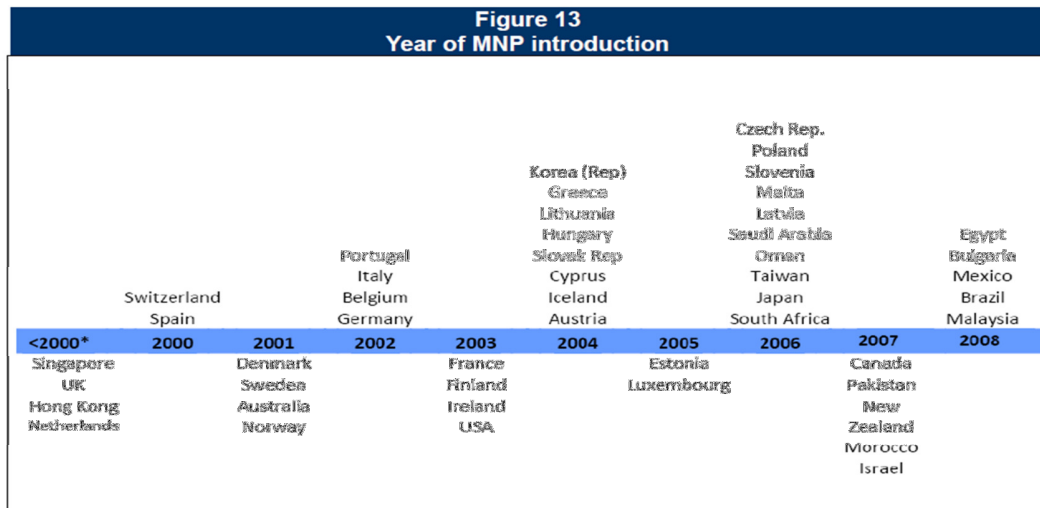 Figure 13
Year of MNP introduction
Czech Rep.
Poland
Korea (Rep) Slovenia
Greece Malta
Lithuania Latvia
Hungary Saudi Arabia Egypt
Portugal Slovak Rep Oman Bulgaria
Italy Cyprus Taiwan Mexico
Switzerland Belgium Iceland Japan Brazil
Spain Germany Austria South Africa Malaysia
<2000* 2000 2001 2002 2003 2004 2005 2006 2007 2008
Singapore Denmark France Estonia Canada
UK Sweden Finland Luxembourg Pakistan
Hong Kong Australia Ireland New
Netherlands Norway USA Zealand
Morocco
Israel